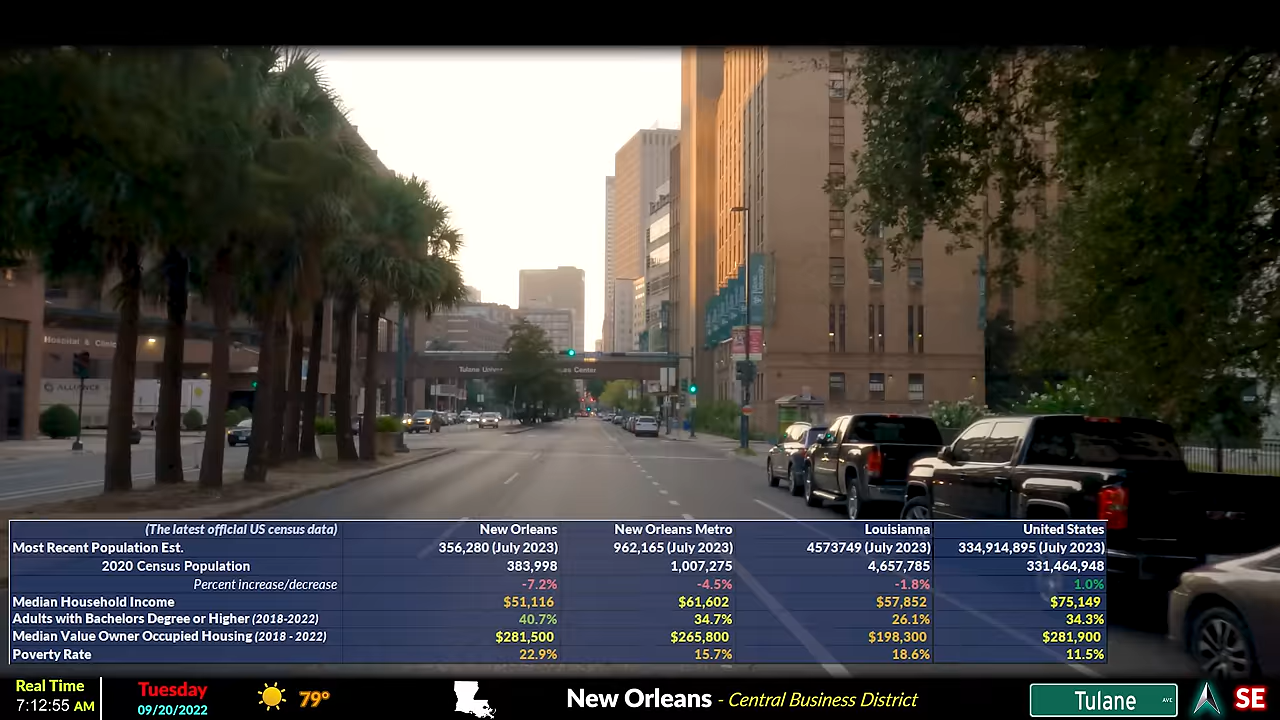 Hospital & Clinic
ALLIANCE
Tulane Univer Center
(The latest official US census data) New Orleans New Orleans Metro Louisianna United States
Most Recent Population Est. 356,280 (July 2023) 962,165 (July 2023) 4573749 (July 2023) 334,914,895 (July 2023)
2020 Census Population 383,998 1,007,275 4,657,785 331,464,948
Percent increase/decrease -7.2% -4.5% -1.8% 1.0%
Median Household Income $51,116 $61,602 $57,852 $75,149
Adults with Bachelors Degree or Higher (2018-2022) 40.7% 34.7% 26.1% 34.3%
Median Value Owner Occupied Housing (2018 - 2022) $281,500 $265,800 $198,300 $281,900
Poverty Rate 22.9% 15.7% 18.6% 11.5%
Real Time
7:12:55 AM
Tuesday
09/20/2022
79°
New Orleans - Central Business District
Tulane AVE
SE